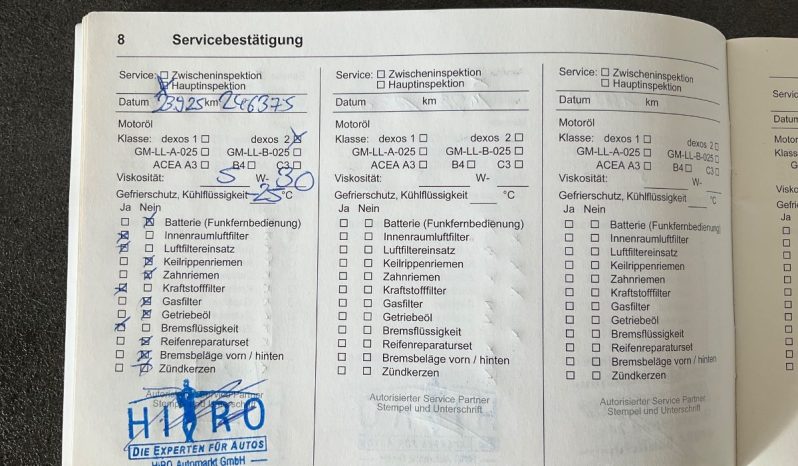 8 Servicebestätigung
Service: Zwischeninspektion
Hauptinspektion
Datum km 246375
Motoröl
Klasse: dexos 1 dexos 2
GM-LL-A-025 GM-LL-B-025
ACEA A3 B4 C3
Viskosität: 5 W- 30
Gefrierschutz, Kühlflüssigkeit 25 °C
Ja Nein
Batterie (Funkfernbedienung)
Innenraumluftfilter
Luftfiltereinsatz
Keilrippenriemen
Zahnriemen
Kraftstofffilter
Gasfilter
Getriebeöl
Bremsflüssigkeit
Reifenreparaturset
Bremsbeläge vorn / hinten
Zündkerzen
Autorisierter Service Partner
Stempel und Unterschrift
HIRO
DIE EXPERTEN FÜR AUTOS
HiRO Automarkt GmbH
Service: Zwischeninspektion
Hauptinspektion
Datum km
Motoröl
Klasse: dexos 1 dexos 2
GM-LL-A-025 GM-LL-B-025
ACEA A3 B4 C3
Viskosität: W-
Gefrierschutz, Kühlflüssigkeit °C
Ja Nein
Batterie (Funkfernbedienung)
Innenraumluftfilter
Luftfiltereinsatz
Keilrippenriemen
Zahnriemen
Kraftstofffilter
Gasfilter
Getriebeöl
Bremsflüssigkeit
Reifenreparaturset
Bremsbeläge vorn / hinten
Zündkerzen
Autorisierter Service Partner
Stempel und Unterschrift
Service: Zwischeninspektion
Hauptinspektion
Datum km
Motoröl
Klasse: dexos 1 dexos 2
GM-LL-A-025 GM-LL-B-025
ACEA A3 B4 C3
Viskosität: W-
Gefrierschutz, Kühlflüssigkeit °C
Ja Nein
Batterie (Funkfernbedienung)
Innenraumluftfilter
Luftfiltereinsatz
Keilrippenriemen
Zahnriemen
Kraftstofffilter
Gasfilter
Getriebeöl
Bremsflüssigkeit
Reifenreparaturset
Bremsbeläge vorn / hinten
Zündkerzen
Autorisierter Service Partner
Stempel und Unterschrift